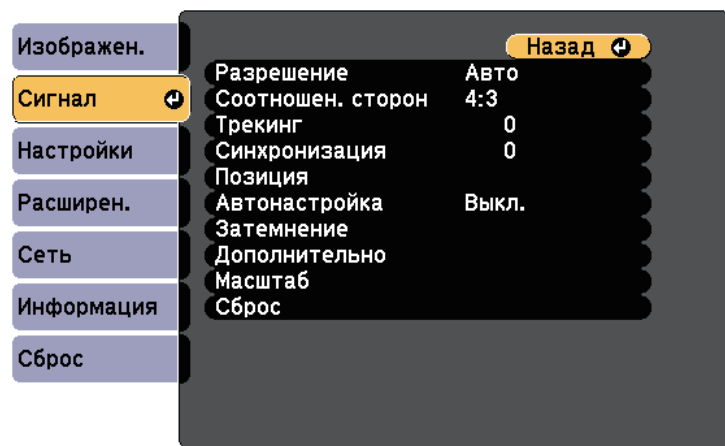 Изображен.
Сигнал
Настройки
Расширен.
Сеть
Информация
Сброс
Назад
Разрешение Авто
Соотношен. сторон 4:3
Трекинг 0
Синхронизация 0
Позиция
Автонастройка Выкл.
Затемнение
Дополнительно
Масштаб
Сброс